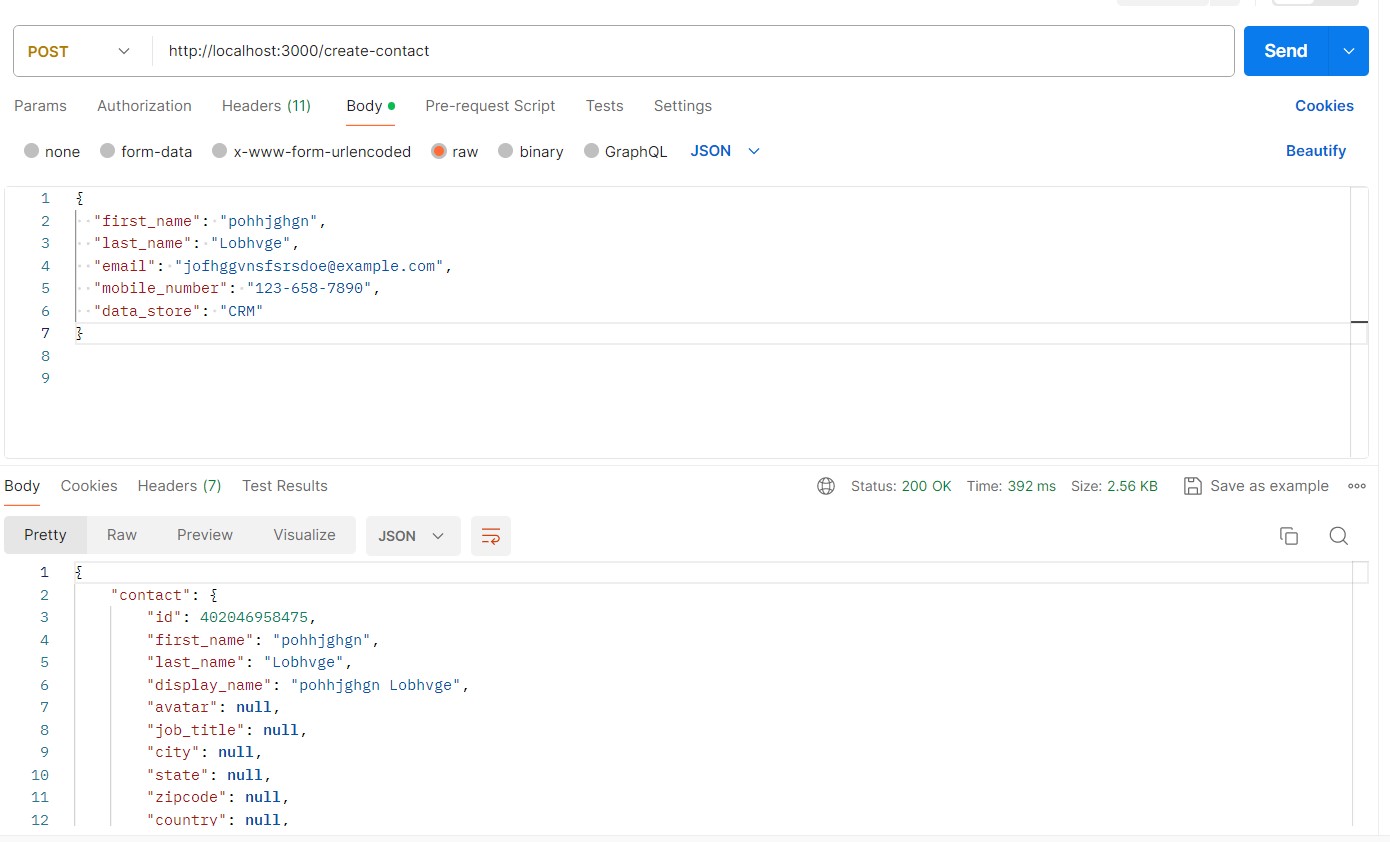 POST http://localhost:3000/create-contact Send
Params Authorization Headers (11) Body Pre-request Script Tests Settings Cookies
none form-data x-www-form-urlencoded raw binary GraphQL JSON Beautify
1 {
2 "first_name": "pohhjghgn",
3 "last_name": "Lobhvge",
4 "email": "jofhggvnsfsrsdoe@example.com",
5 "mobile_number": "123-658-7890",
6 "data_store": "CRM"
7 }
8
9
Body Cookies Headers (7) Test Results Status: 200 OK Time: 392 ms Size: 2.56 KB Save as example
Pretty Raw Preview Visualize JSON
1 {
2 "contact": {
3 "id": 402046958475,
4 "first_name": "pohhjghgn",
5 "last_name": "Lobhvge",
6 "display_name": "pohhjghgn Lobhvge",
7 "avatar": null,
8 "job_title": null,
9 "city": null,
10 "state": null,
11 "zipcode": null,
12 "country": null,